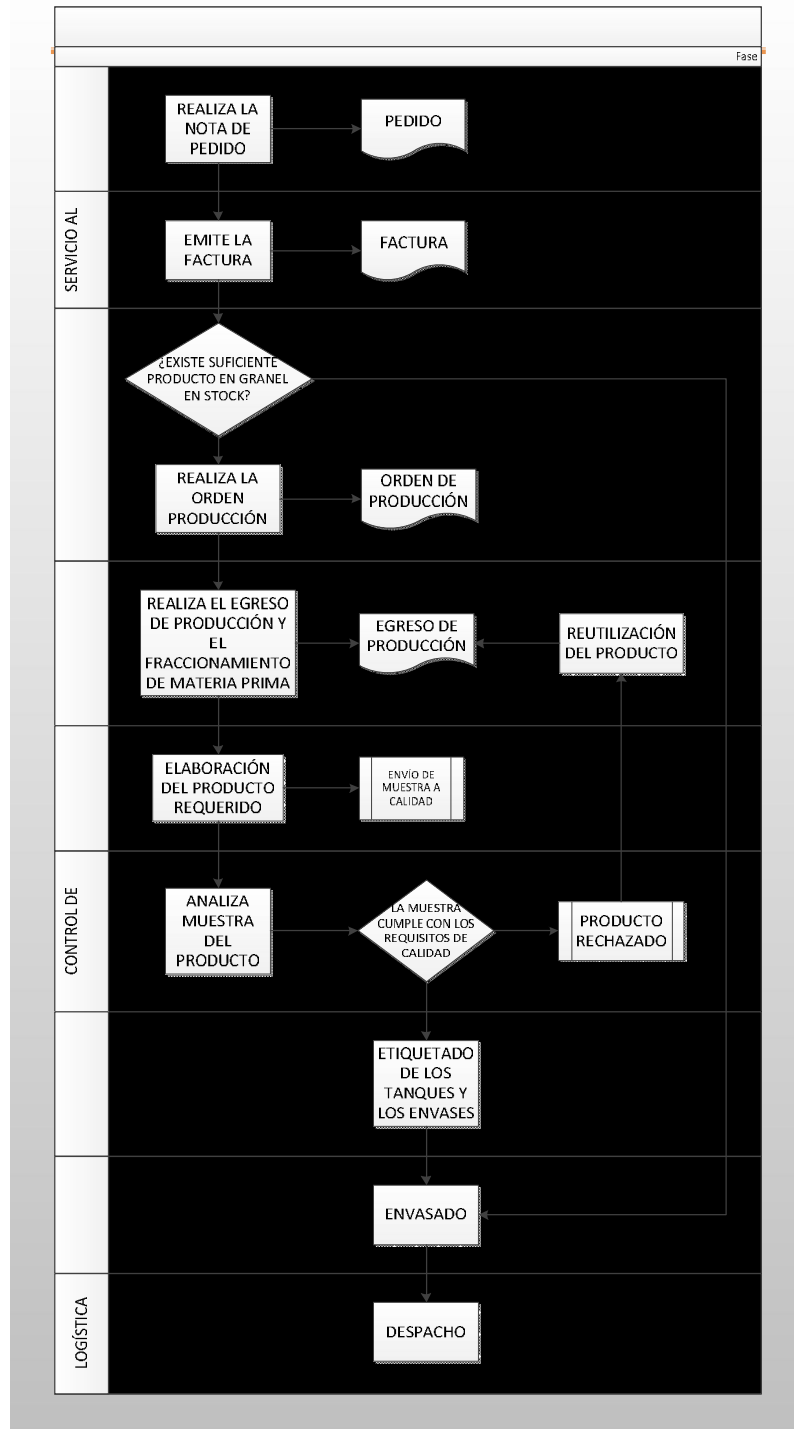 Fase
REALIZA LA
NOTA DE
PEDIDO
PEDIDO
SERVICIO AL
EMITE LA
FACTURA
FACTURA
¿EXISTE SUFICIENTE
PRODUCTO EN GRANEL
EN STOCK?
REALIZA LA
ORDEN
PRODUCCIÓN
ORDEN DE
PRODUCCIÓN
REALIZA EL EGRESO
DE PRODUCCIÓN Y
EL
FRACCIONAMIENTO
DE MATERIA PRIMA
EGRESO DE
PRODUCCIÓN
REUTILIZACIÓN
DEL PRODUCTO
ELABORACIÓN
DEL PRODUCTO
REQUERIDO
ENVÍO DE
MUESTRA A
CALIDAD
CONTROL DE
ANALIZA
MUESTRA
DEL
PRODUCTO
LA MUESTRA
CUMPLE CON LOS
REQUISITOS DE
CALIDAD
PRODUCTO
RECHAZADO
ETIQUETADO
DE LOS
TANQUES Y
LOS ENVASES
ENVASADO
LOGÍSTICA
DESPACHO